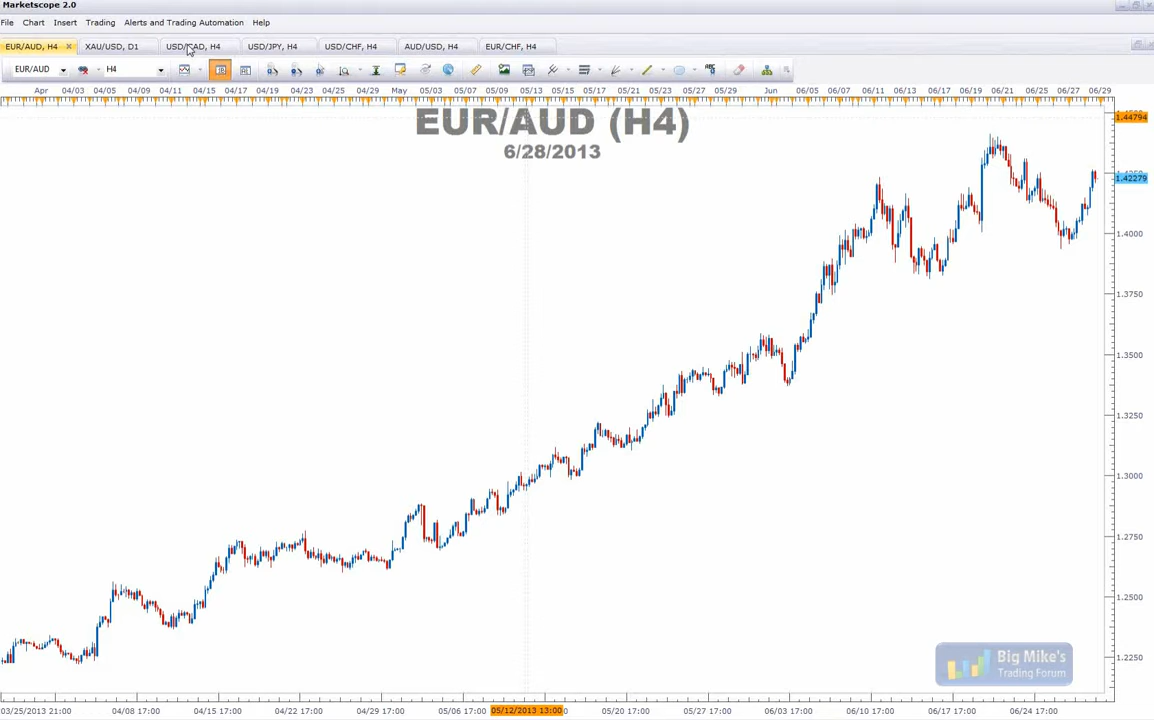 Marketscope 2.0
File Chart Insert Trading Alerts and Trading Automation Help
EUR/AUD, H4 XAU/USD, D1 USD/CAD, H4 USD/JPY, H4 USD/CHF, H4 AUD/USD, H4 EUR/CHF, H4
EUR/AUD H4 ABC
Apr 04/03 04/05 04/09 04/11 04/15 04/17 04/19 04/23 04/25 04/29 May 05/03 05/07 05/09 05/13 05/15 05/17 05/21 05/23 05/27 05/29 Jun 06/05 06/07 06/11 06/13 06/17 06/19 06/21 06/25 06/27 06/29
EUR/AUD (H4)
6/28/2013
1.44794
1.42279
1.4000
1.3750
1.3500
1.3250
1.3000
1.2750
1.2500
1.2250
Big Mike's
Trading Forum
03/25/2013 21:00 04/08 17:00 04/15 17:00 04/22 17:00 04/29 17:00 05/06 17:00 05/12/2013 13:00 05/20 17:00 05/27 17:00 06/03 17:00 06/10 17:00 06/17 17:00 06/24 17:00